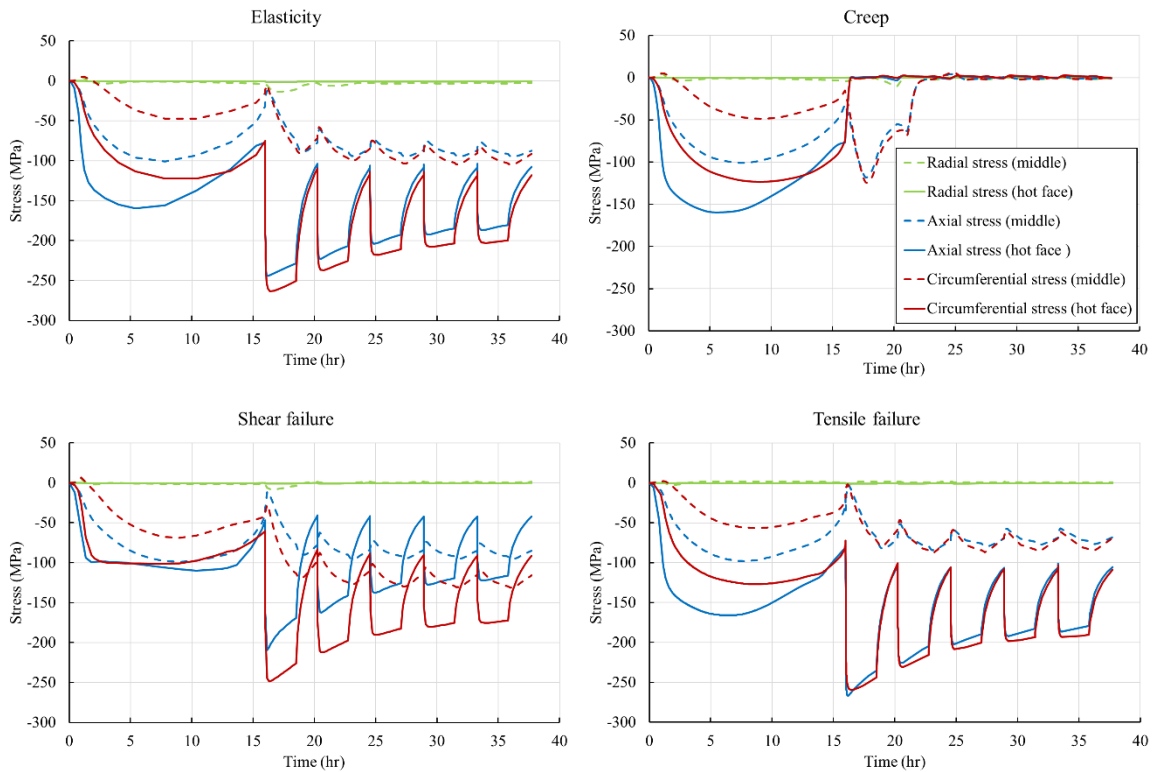 Elasticity
50
0
-50
-100
-150
-200
-250
-300
Stress (MPa)
0 5 10 15 20 25 30 35 40
Time (hr)
Creep
50
0
-50
-100
-150
-200
-250
-300
Stress (MPa)
0 5 10 15 20 25 30 35 40
Time (hr)
Radial stress (middle)
Radial stress (hot face)
Axial stress (middle)
Axial stress (hot face )
Circumferential stress (middle)
Circumferential stress (hot face)
Shear failure
50
0
-50
-100
-150
-200
-250
-300
Stress (MPa)
0 5 10 15 20 25 30 35 40
Time (hr)
Tensile failure
50
0
-50
-100
-150
-200
-250
-300
Stress (MPa)
0 5 10 15 20 25 30 35 40
Time (hr)